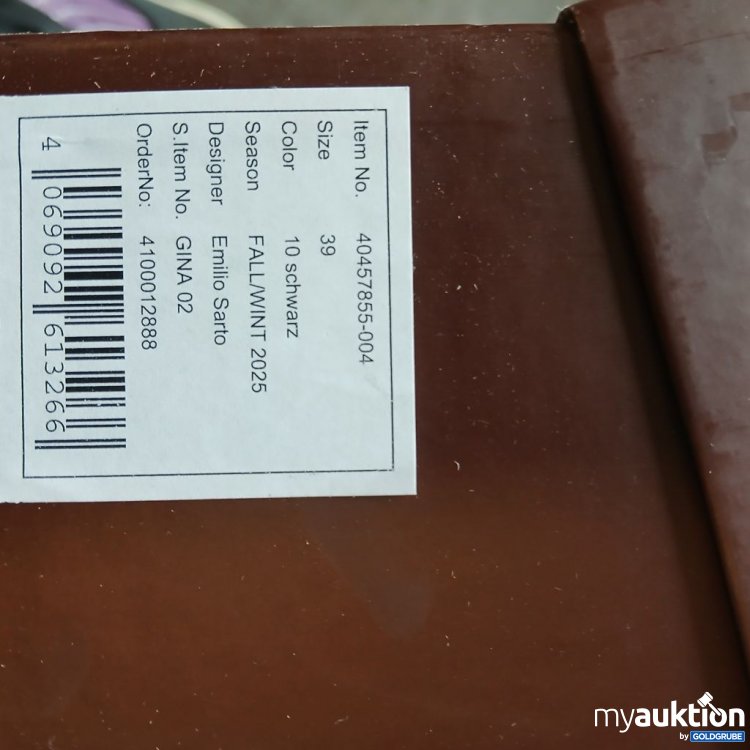 Item No. 40457855-004
Size 39
Color 10 schwarz
Season FALL/WINT 2025
Designer Emilio Sarto
S.Item No. GINA 02
OrderNo: 4100012888
4 069092 613266
myauktion
by GOLDGRUBE